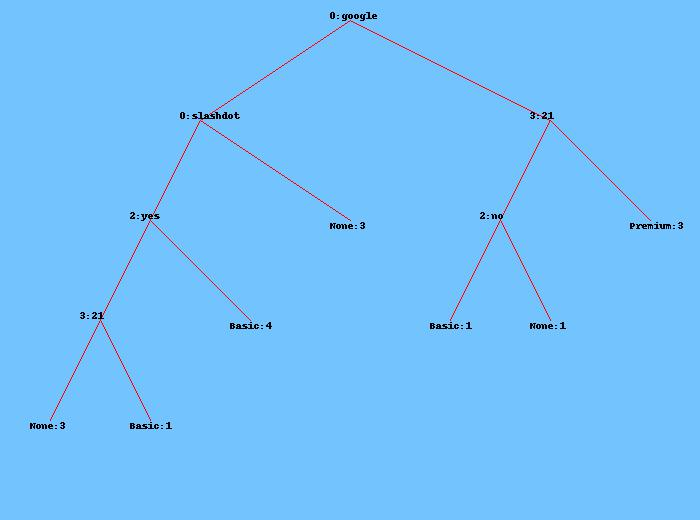 0:google
0:slashdot
3:21
2:yes
None:3
2:no
Premium:3
3:21
Basic:4
Basic:1
None:1
None:3
Basic:1